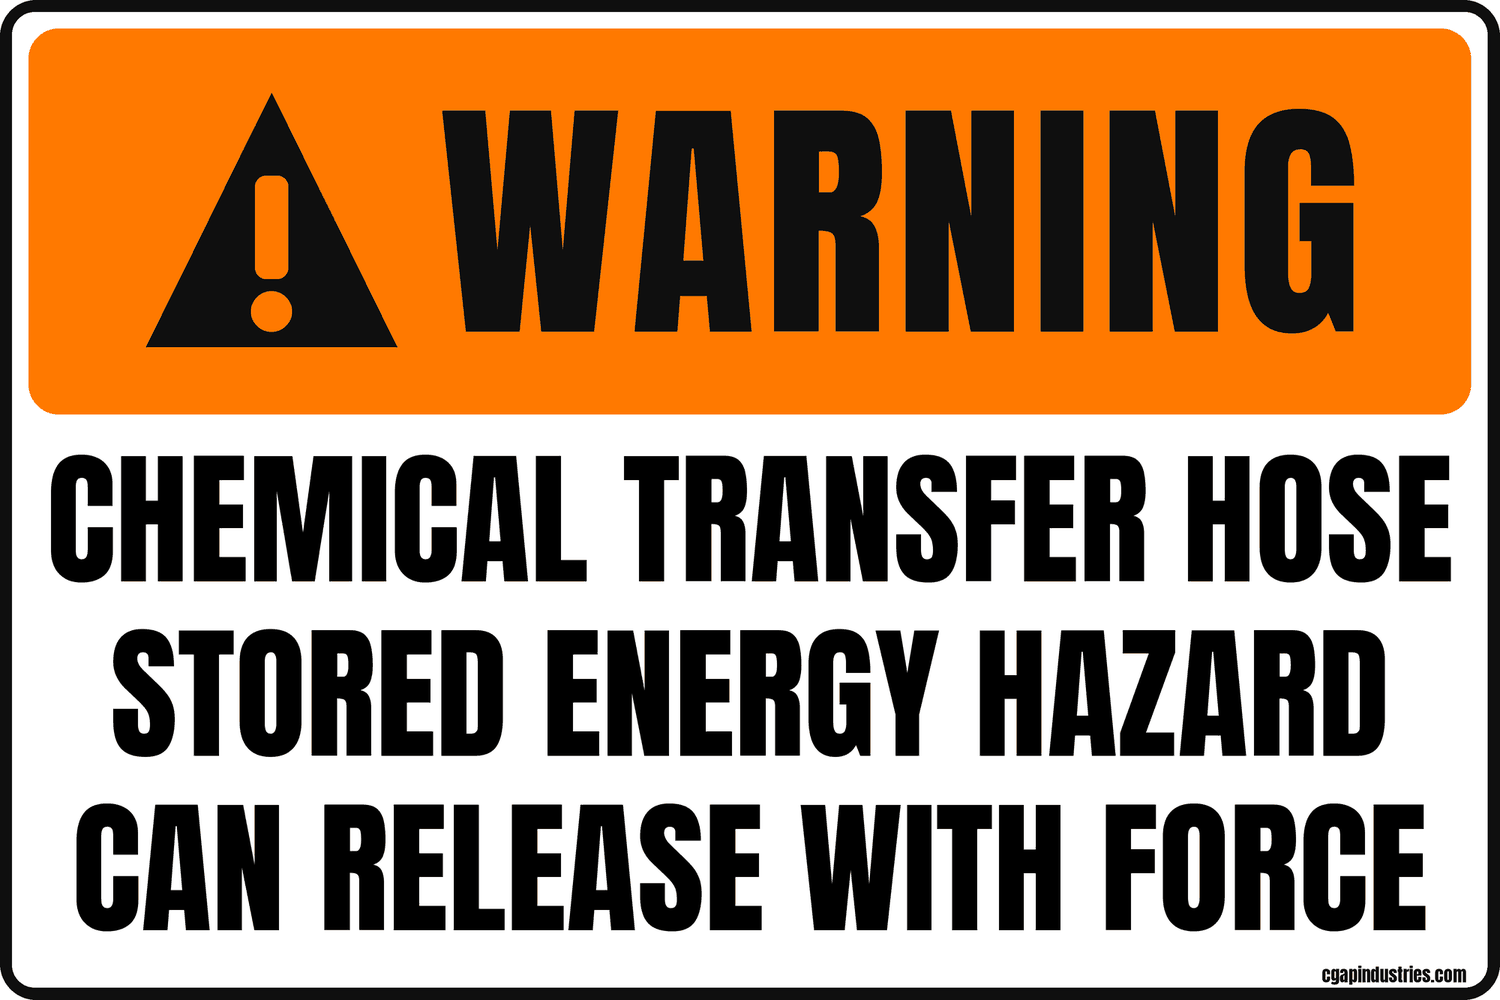 WARNING
CHEMICAL TRANSFER HOSE
STORED ENERGY HAZARD
CAN RELEASE WITH FORCE
cgapindustries.com